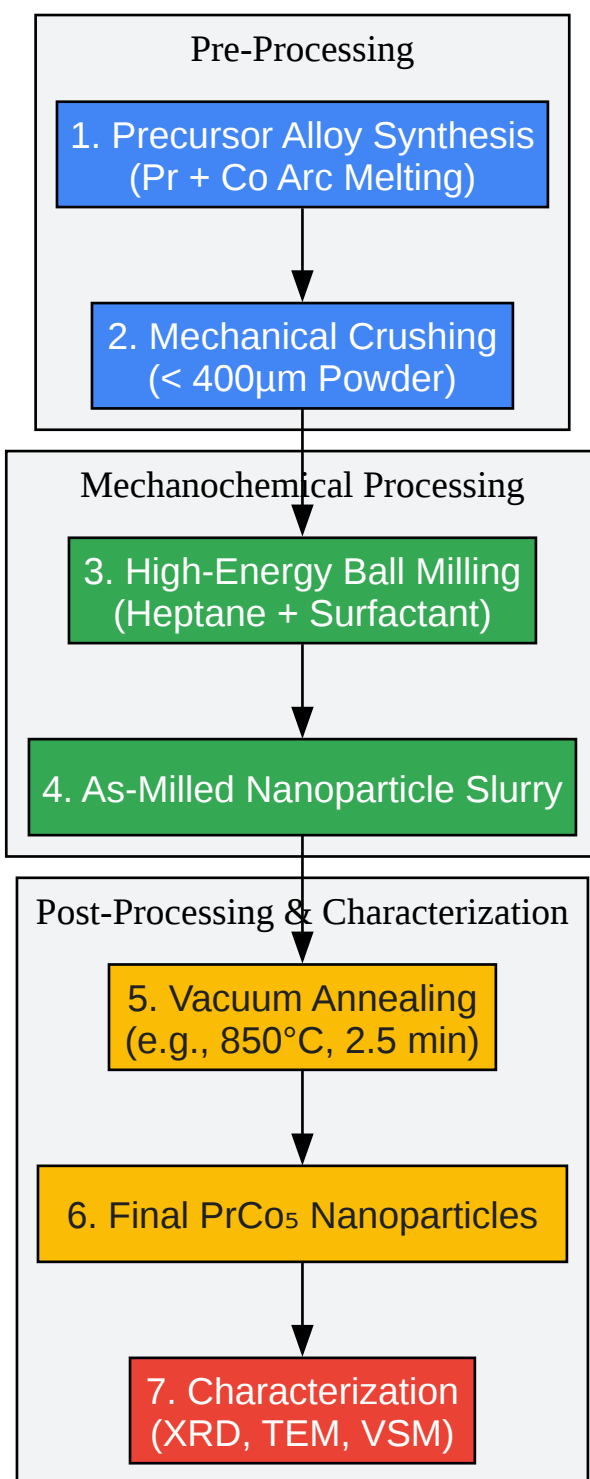 Pre-Processing
1. Precursor Alloy Synthesis
(Pr + Co Arc Melting)
2. Mechanical Crushing
(< 400µm Powder)
Mechanochemical Processing
3. High-Energy Ball Milling
(Heptane + Surfactant)
4. As-Milled Nanoparticle Slurry
Post-Processing & Characterization
5. Vacuum Annealing
(e.g., 850°C, 2.5 min)
6. Final PrCo₅ Nanoparticles
7. Characterization
(XRD, TEM, VSM)